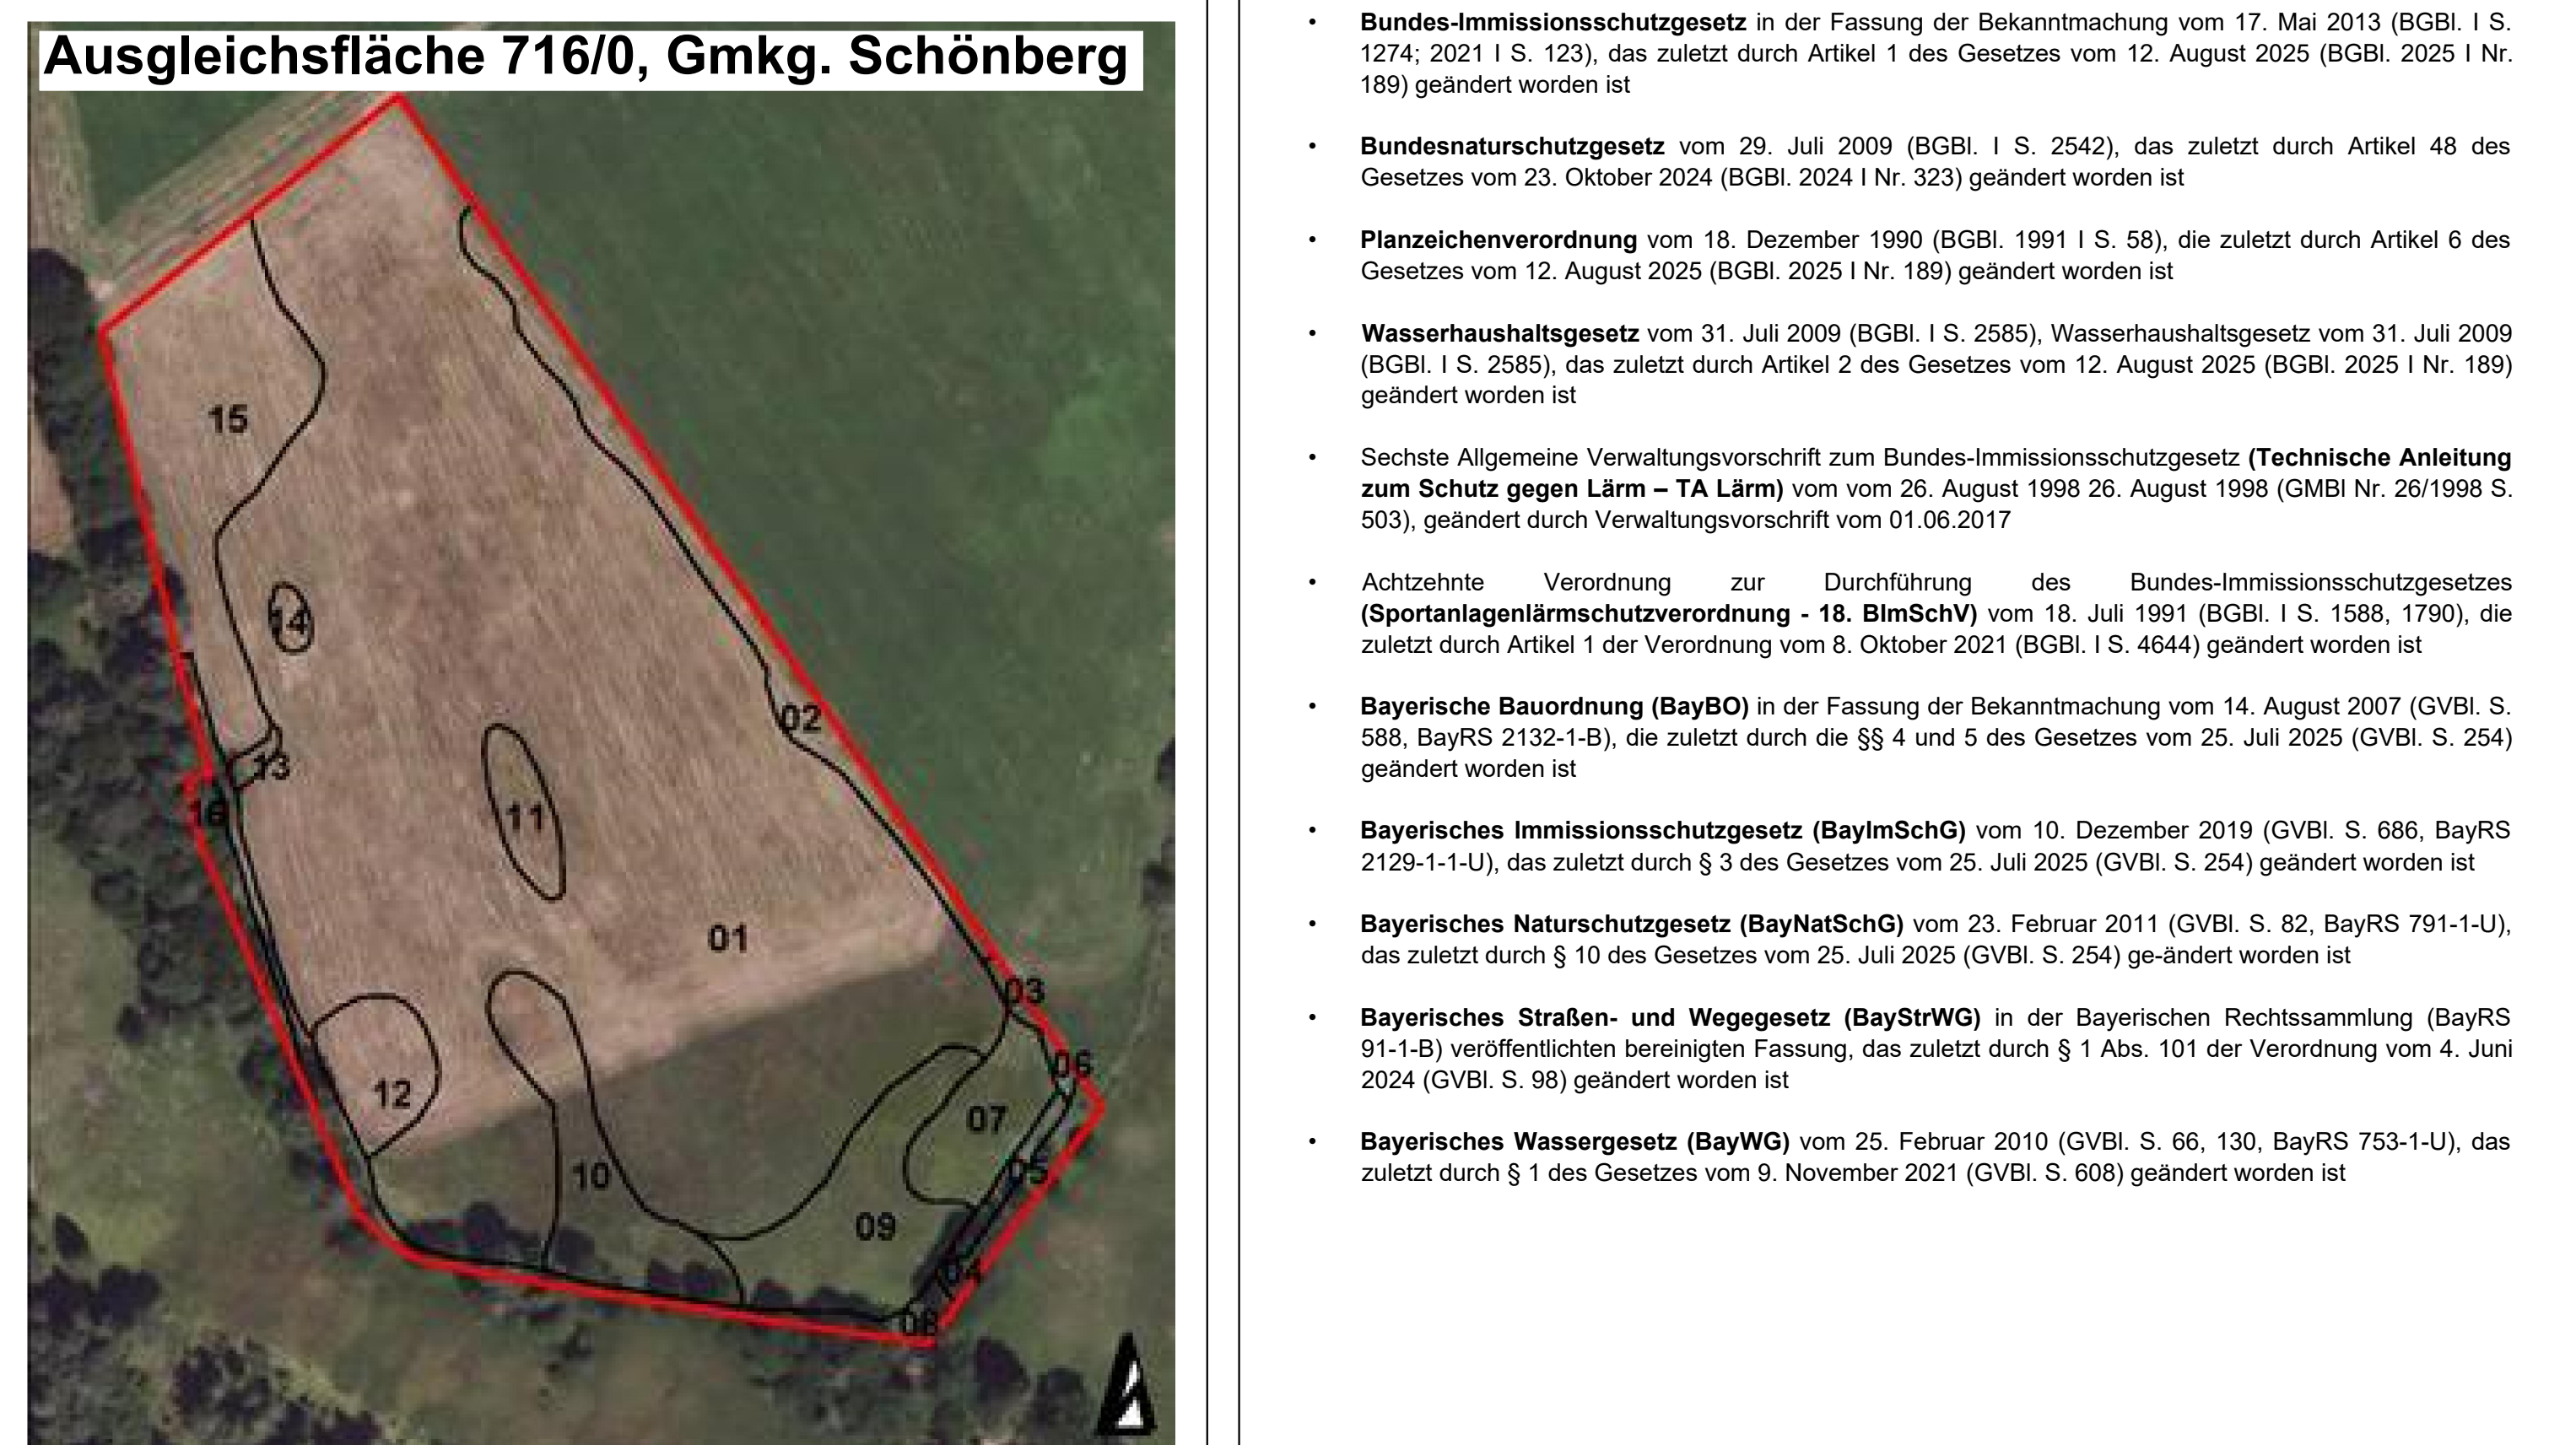 Ausgleichsfläche 716/0, Gmkg. Schönberg
15
14
02
13
16
11
01
03
06
12
07
10
05
09
04
08
• Bundes-Immissionsschutzgesetz in der Fassung der Bekanntmachung vom 17. Mai 2013 (BGBl. I S.
1274; 2021 I S. 123), das zuletzt durch Artikel 1 des Gesetzes vom 12. August 2025 (BGBl. 2025 I Nr.
189) geändert worden ist
• Bundesnaturschutzgesetz vom 29. Juli 2009 (BGBl. I S. 2542), das zuletzt durch Artikel 48 des
Gesetzes vom 23. Oktober 2024 (BGBl. 2024 I Nr. 323) geändert worden ist
• Planzeichenverordnung vom 18. Dezember 1990 (BGBl. 1991 I S. 58), die zuletzt durch Artikel 6 des
Gesetzes vom 12. August 2025 (BGBl. 2025 I Nr. 189) geändert worden ist
• Wasserhaushaltsgesetz vom 31. Juli 2009 (BGBl. I S. 2585), Wasserhaushaltsgesetz vom 31. Juli 2009
(BGBl. I S. 2585), das zuletzt durch Artikel 2 des Gesetzes vom 12. August 2025 (BGBl. 2025 I Nr. 189)
geändert worden ist
• Sechste Allgemeine Verwaltungsvorschrift zum Bundes-Immissionsschutzgesetz (Technische Anleitung
zum Schutz gegen Lärm – TA Lärm) vom vom 26. August 1998 26. August 1998 (GMBl Nr. 26/1998 S.
503), geändert durch Verwaltungsvorschrift vom 01.06.2017
• Achtzehnte Verordnung zur Durchführung des Bundes-Immissionsschutzgesetzes
(Sportanlagenlärmschutzverordnung - 18. BImSchV) vom 18. Juli 1991 (BGBl. I S. 1588, 1790), die
zuletzt durch Artikel 1 der Verordnung vom 8. Oktober 2021 (BGBl. I S. 4644) geändert worden ist
• Bayerische Bauordnung (BayBO) in der Fassung der Bekanntmachung vom 14. August 2007 (GVBl. S.
588, BayRS 2132-1-B), die zuletzt durch die §§ 4 und 5 des Gesetzes vom 25. Juli 2025 (GVBl. S. 254)
geändert worden ist
• Bayerisches Immissionsschutzgesetz (BayImSchG) vom 10. Dezember 2019 (GVBl. S. 686, BayRS
2129-1-1-U), das zuletzt durch § 3 des Gesetzes vom 25. Juli 2025 (GVBl. S. 254) geändert worden ist
• Bayerisches Naturschutzgesetz (BayNatSchG) vom 23. Februar 2011 (GVBl. S. 82, BayRS 791-1-U),
das zuletzt durch § 10 des Gesetzes vom 25. Juli 2025 (GVBl. S. 254) ge-ändert worden ist
• Bayerisches Straßen- und Wegegesetz (BayStrWG) in der Bayerischen Rechtssammlung (BayRS
91-1-B) veröffentlichten bereinigten Fassung, das zuletzt durch § 1 Abs. 101 der Verordnung vom 4. Juni
2024 (GVBl. S. 98) geändert worden ist
• Bayerisches Wassergesetz (BayWG) vom 25. Februar 2010 (GVBl. S. 66, 130, BayRS 753-1-U), das
zuletzt durch § 1 des Gesetzes vom 9. November 2021 (GVBl. S. 608) geändert worden ist